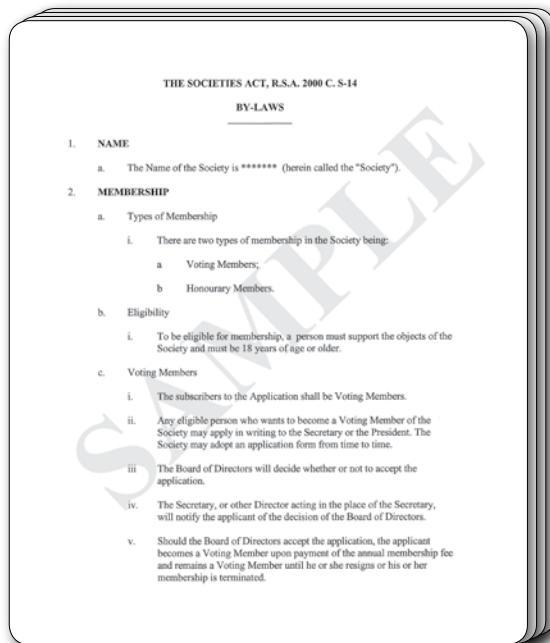 THE SOCIETIES ACT, R.S.A. 2000 C. S-14
BY-LAWS
1. NAME
a. The Name of the Society is ******* (herein called the "Society").
2. MEMBERSHIP
a. Types of Membership
i. There are two types of membership in the Society being:
a Voting Members;
b Honourary Members.
b. Eligibility
i. To be eligible for membership, a person must support the objects of the
Society and must be 18 years of age or older.
c. Voting Members
i. The subscribers to the Application shall be Voting Members.
ii. Any eligible person who wants to become a Voting Member of the
Society may apply in writing to the Secretary or the President. The
Society may adopt an application form from time to time.
iii The Board of Directors will decide whether or not to accept the
application.
iv. The Secretary, or other Director acting in the place of the Secretary,
will notify the applicant of the decision of the Board of Directors.
v. Should the Board of Directors accept the application, the applicant
becomes a Voting Member upon payment of the annual membership fee
and remains a Voting Member until he or she resigns or his or her
membership is terminated.
SAMPLE